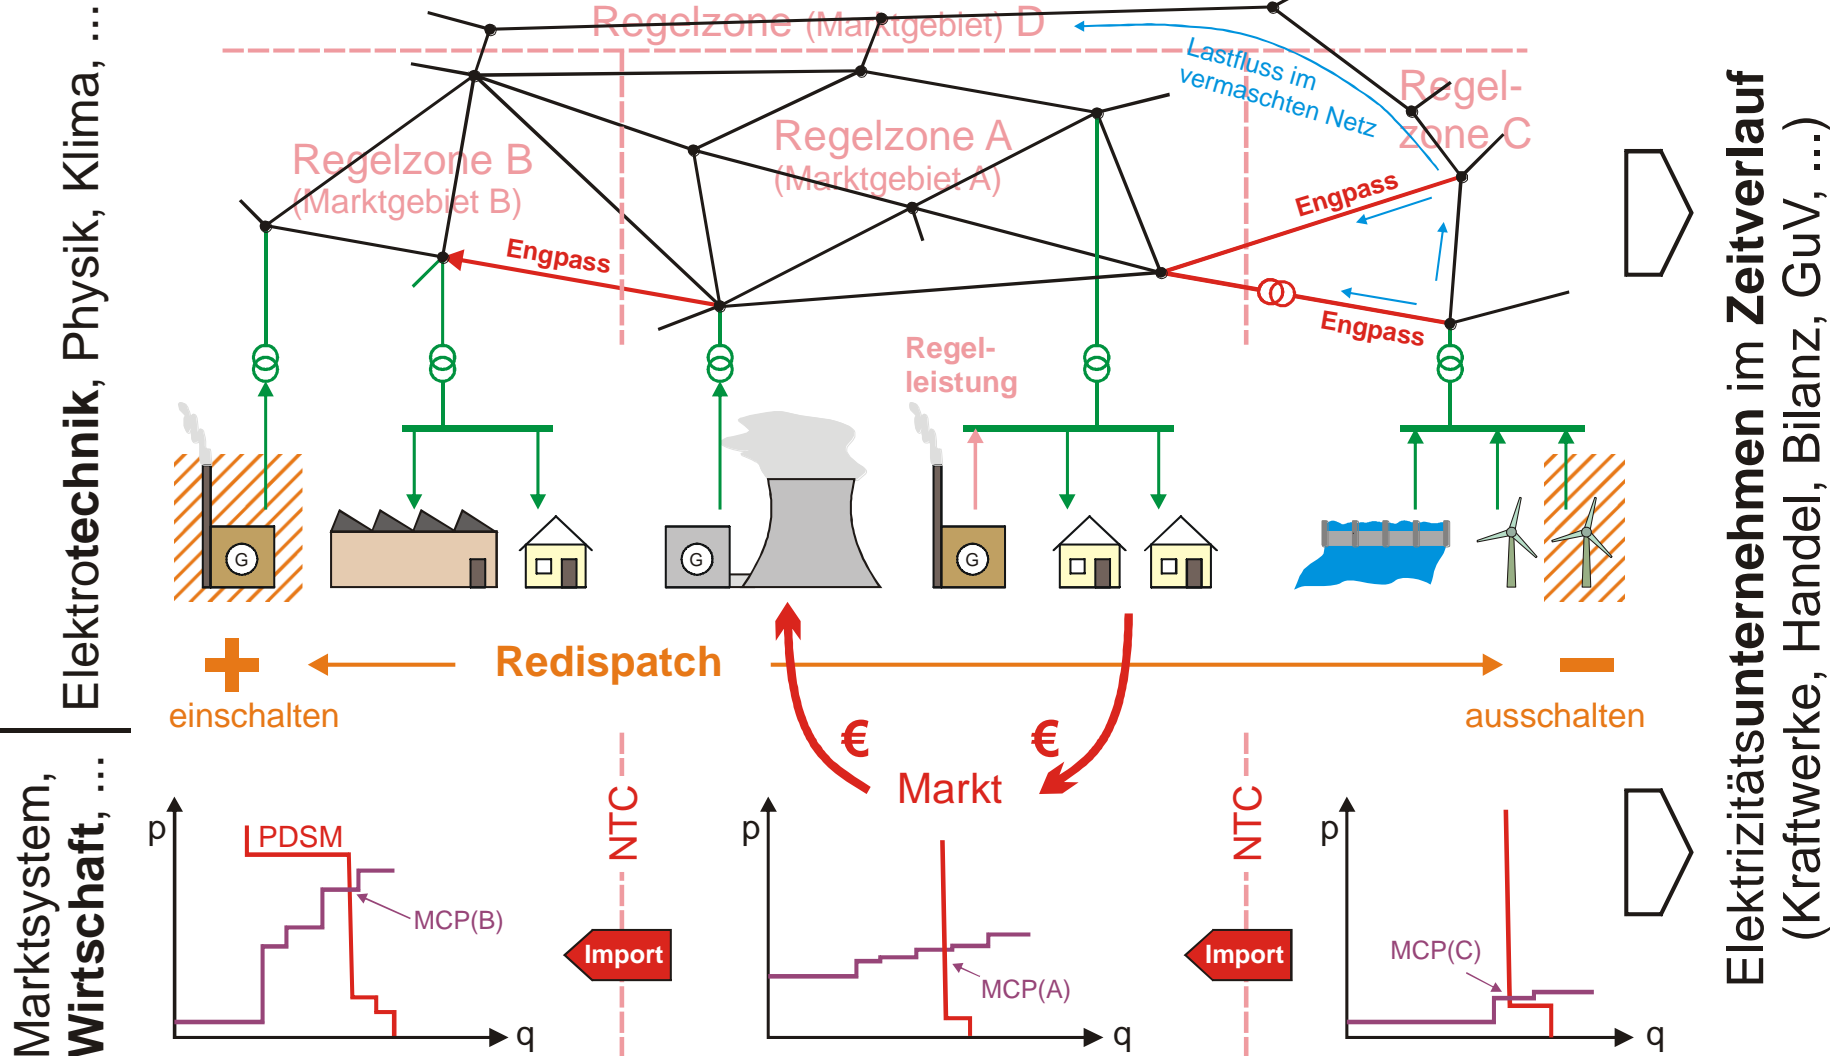 Elektrotechnik, Physik, Klima, ...
Marktsystem,
Wirtschaft, ...
Regelzone (Marktgebiet) D
Lastfluss im
vermaschten Netz
Regel-
zone C
Regelzone A
(Marktgebiet A)
Regelzone B
(Marktgebiet B)
Engpass
Engpass
Engpass
Regel-
leistung
G
G
G
Redispatch
einschalten
ausschalten
€
€
Markt
NTC
NTC
p
PDSM
MCP(B)
q
Import
p
MCP(A)
q
Import
p
MCP(C)
q
Elektrizitätsunternehmen im Zeitverlauf
(Kraftwerke, Handel, Bilanz, GuV, ...)